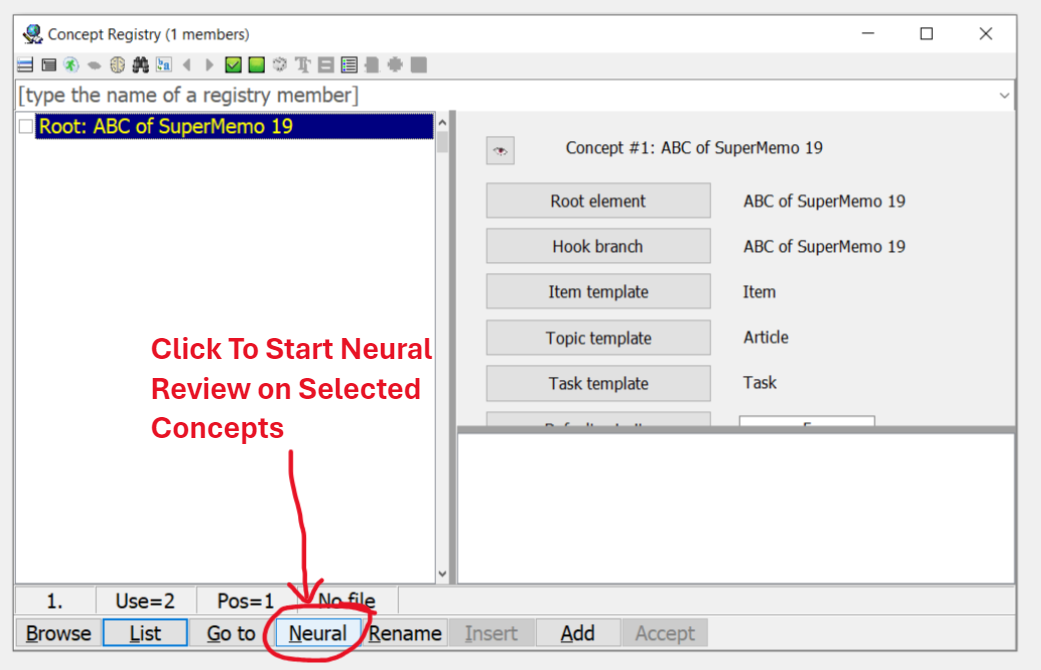 Concept Registry (1 members)
[type the name of a registry member]
Root: ABC of SuperMemo 19
Concept #1: ABC of SuperMemo 19
Root element ABC of SuperMemo 19
Hook branch ABC of SuperMemo 19
Item template Item
Topic template Article
Task template Task
Click To Start Neural
Review on Selected
Concepts
1. Use=2 Pos=1 No file
Browse List Go to Neural Rename Insert Add Accept